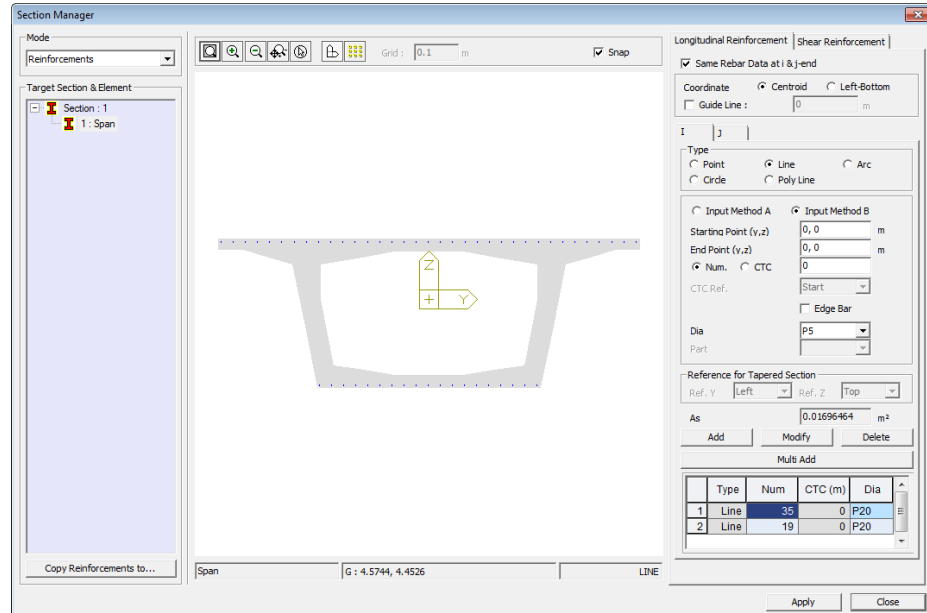 Section Manager
Mode
Reinforcements
Target Section & Element
Section : 1
1 : Span
Copy Reinforcements to...
Grid : 0.1 m
Snap
Z
Y
Span G : 4.5744, 4.4526 LINE
Longitudinal Reinforcement Shear Reinforcement
Same Rebar Data at i & j-end
Coordinate Centroid Left-Bottom
Guide Line : 0 m
I J
Type
Point Line Arc
Circle Poly Line
Input Method A Input Method B
Starting Point (y,z) 0, 0 m
End Point (y,z) 0, 0 m
Num. CTC 0
CTC Ref. Start
Edge Bar
Dia P5
Part
Reference for Tapered Section
Ref. Y Left Ref. Z Top
As 0.01696464 m²
Add Modify Delete
Multi Add
Type Num CTC (m) Dia
1 Line 35 0 P20
2 Line 19 0 P20
Apply Close